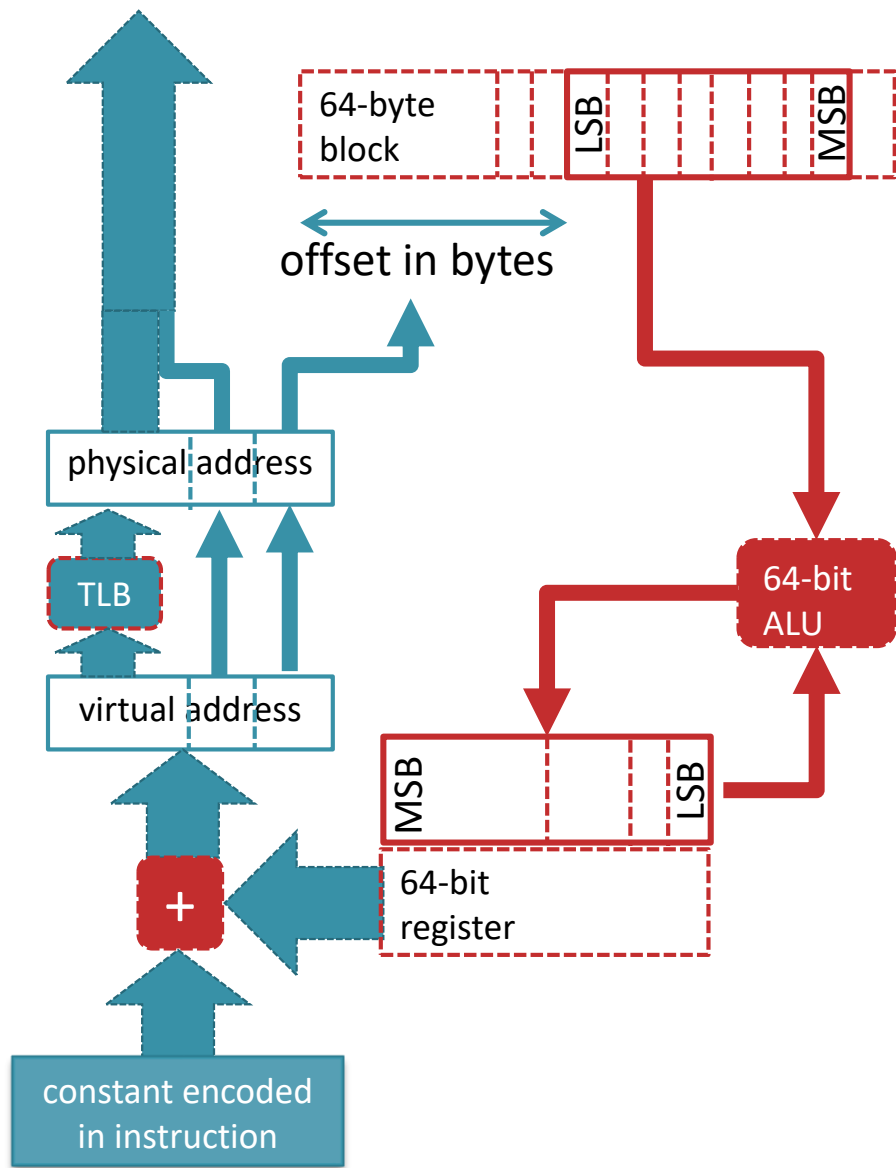 64-byte
block
LSB
MSB
offset in bytes
physical address
TLB
64-bit
ALU
virtual address
MSB
LSB
+
64-bit
register
constant encoded
in instruction